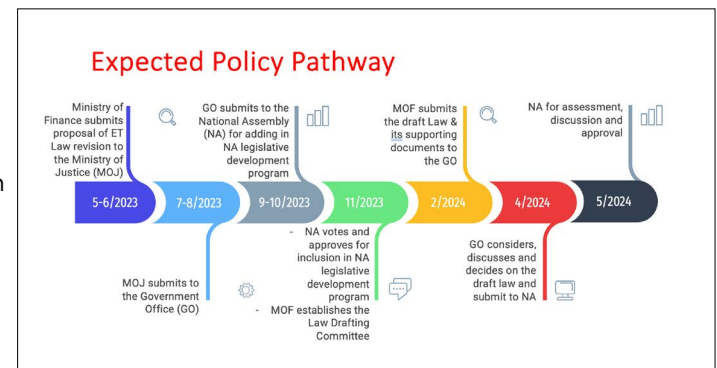 Expected Policy Pathway
Ministry of
Finance submits
proposal of ET
Law revision to
the Ministry of
Justice (MOJ)
GO submits to the
National Assembly
(NA) for adding in
NA legislative
development
program
MOF submits
the draft Law &
its supporting
documents to
the GO
NA for assessment,
discussion and
approval
n
5-6/2023
7-8/2023
9-10/2023
11/2023
2/2024
4/2024
5/2024
MOJ submits to
the Government
Office (GO)
- NA votes and
approves for
inclusion in NA
legislative
development
program
- MOF establishes the
Law Drafting
Committee
GO considers,
discusses and
decides on the
draft law and
submit to NA